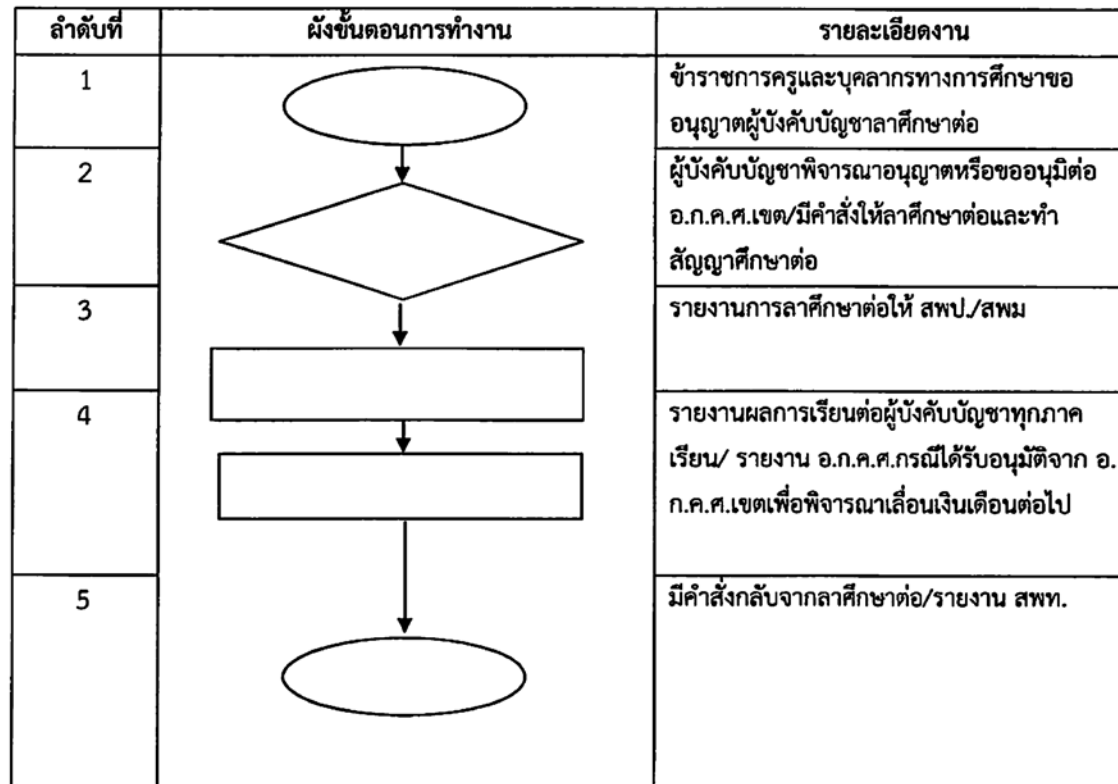 ลำดับที่ ผังขั้นตอนการทำงาน รายละเอียดงาน
1 ข้าราชการครูและบุคลากรทางการศึกษาขอ
อนุญาตผู้บังคับบัญชาลาศึกษาต่อ
2 ผู้บังคับบัญชาพิจารณาอนุญาตหรือขออนุมิต่อ
อ.ก.ค.ศ.เขต/มีคำสั่งให้ลาศึกษาต่อและทำ
สัญญาศึกษาต่อ
3 รายงานการลาศึกษาต่อให้ สพป./สพม
4 รายงานผลการเรียนต่อผู้บังคับบัญชาทุกภาค
เรียน/ รายงาน อ.ก.ค.ศ.กรณีได้รับอนุมัติจาก อ.
ก.ค.ศ.เขตเพื่อพิจารณาเลื่อนเงินเดือนต่อไป
5 มีคำสั่งกลับจากลาศึกษาต่อ/รายงาน สพท.